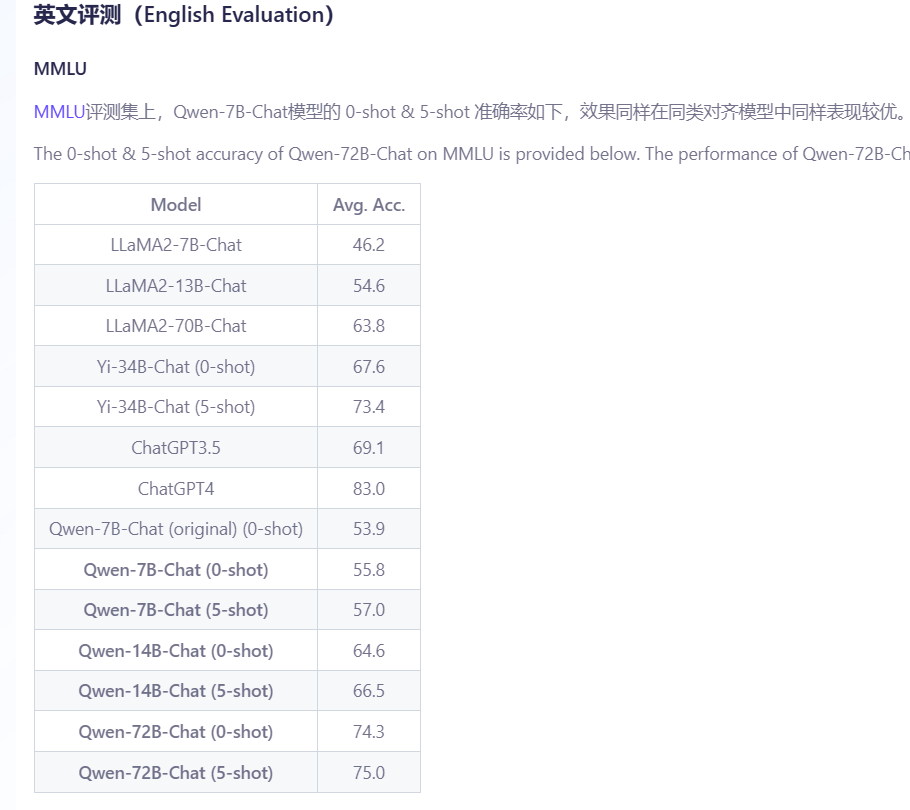 英文评测（English Evaluation）
MMLU
MMLU评测集上，Qwen-7B-Chat模型的 0-shot & 5-shot 准确率如下，效果同样在同类对齐模型中同样表现较优。
The 0-shot & 5-shot accuracy of Qwen-72B-Chat on MMLU is provided below. The performance of Qwen-72B-Ch
Model Avg. Acc.
LLaMA2-7B-Chat 46.2
LLaMA2-13B-Chat 54.6
LLaMA2-70B-Chat 63.8
Yi-34B-Chat (0-shot) 67.6
Yi-34B-Chat (5-shot) 73.4
ChatGPT3.5 69.1
ChatGPT4 83.0
Qwen-7B-Chat (original) (0-shot) 53.9
Qwen-7B-Chat (0-shot) 55.8
Qwen-7B-Chat (5-shot) 57.0
Qwen-14B-Chat (0-shot) 64.6
Qwen-14B-Chat (5-shot) 66.5
Qwen-72B-Chat (0-shot) 74.3
Qwen-72B-Chat (5-shot) 75.0